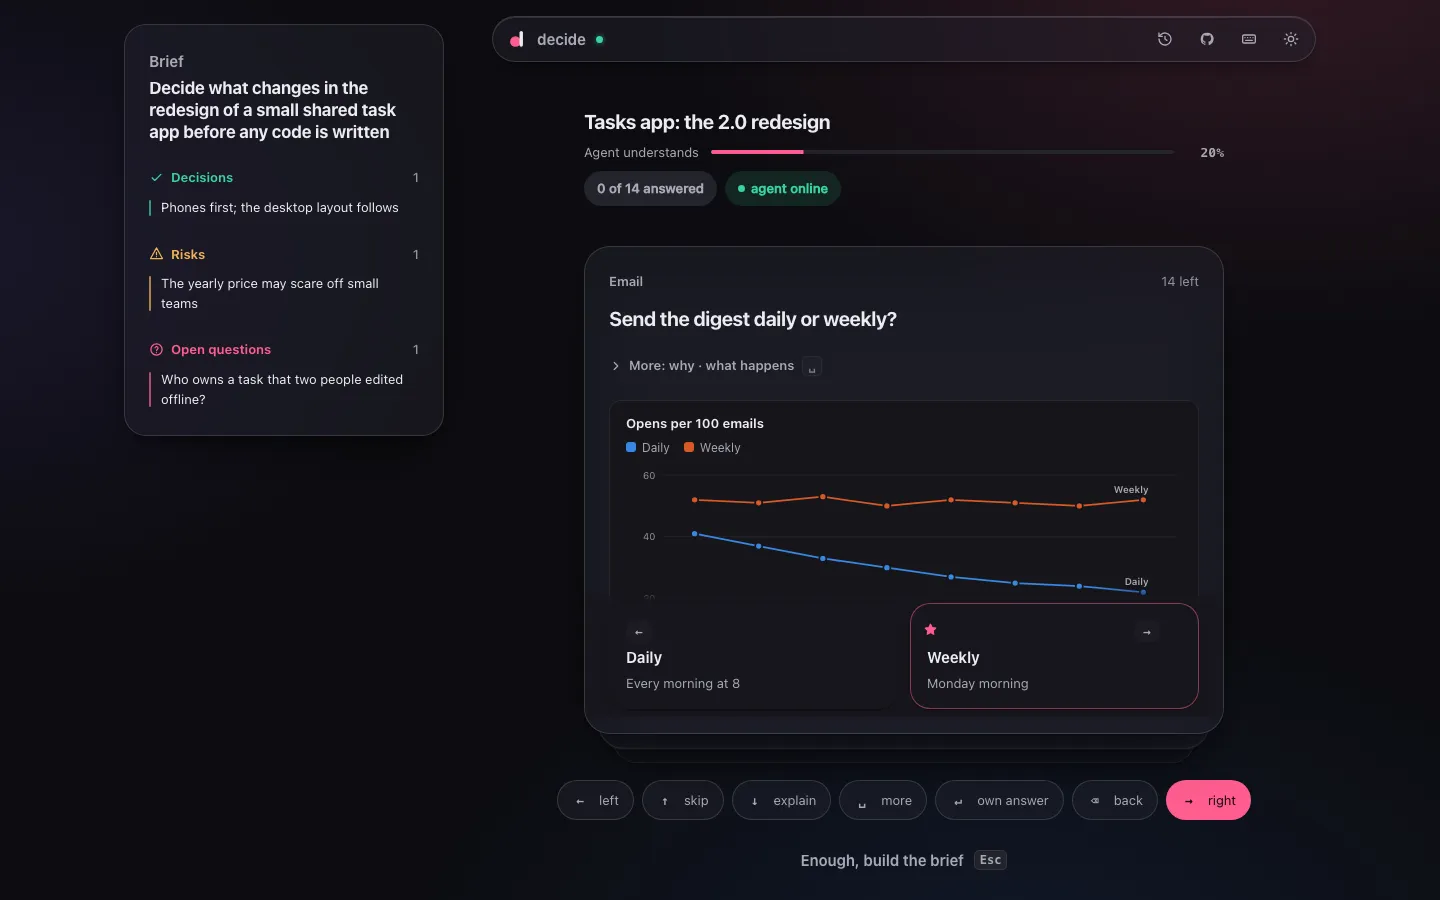 Brief
Decide what changes in the
redesign of a small shared task
app before any code is written
Decisions 1
Phones first; the desktop layout follows
Risks 1
The yearly price may scare off small
teams
Open questions 1
Who owns a task that two people edited
offline?
decide
Tasks app: the 2.0 redesign
Agent understands 20%
0 of 14 answered agent online
Email 14 left
Send the digest daily or weekly?
More: why · what happens ␣
Opens per 100 emails
Daily Weekly
60
Weekly
40
Daily
← →
Daily Weekly
Every morning at 8 Monday morning
← left ↑ skip ↓ explain ␣ more ↵ own answer ⌫ back → right
Enough, build the brief Esc